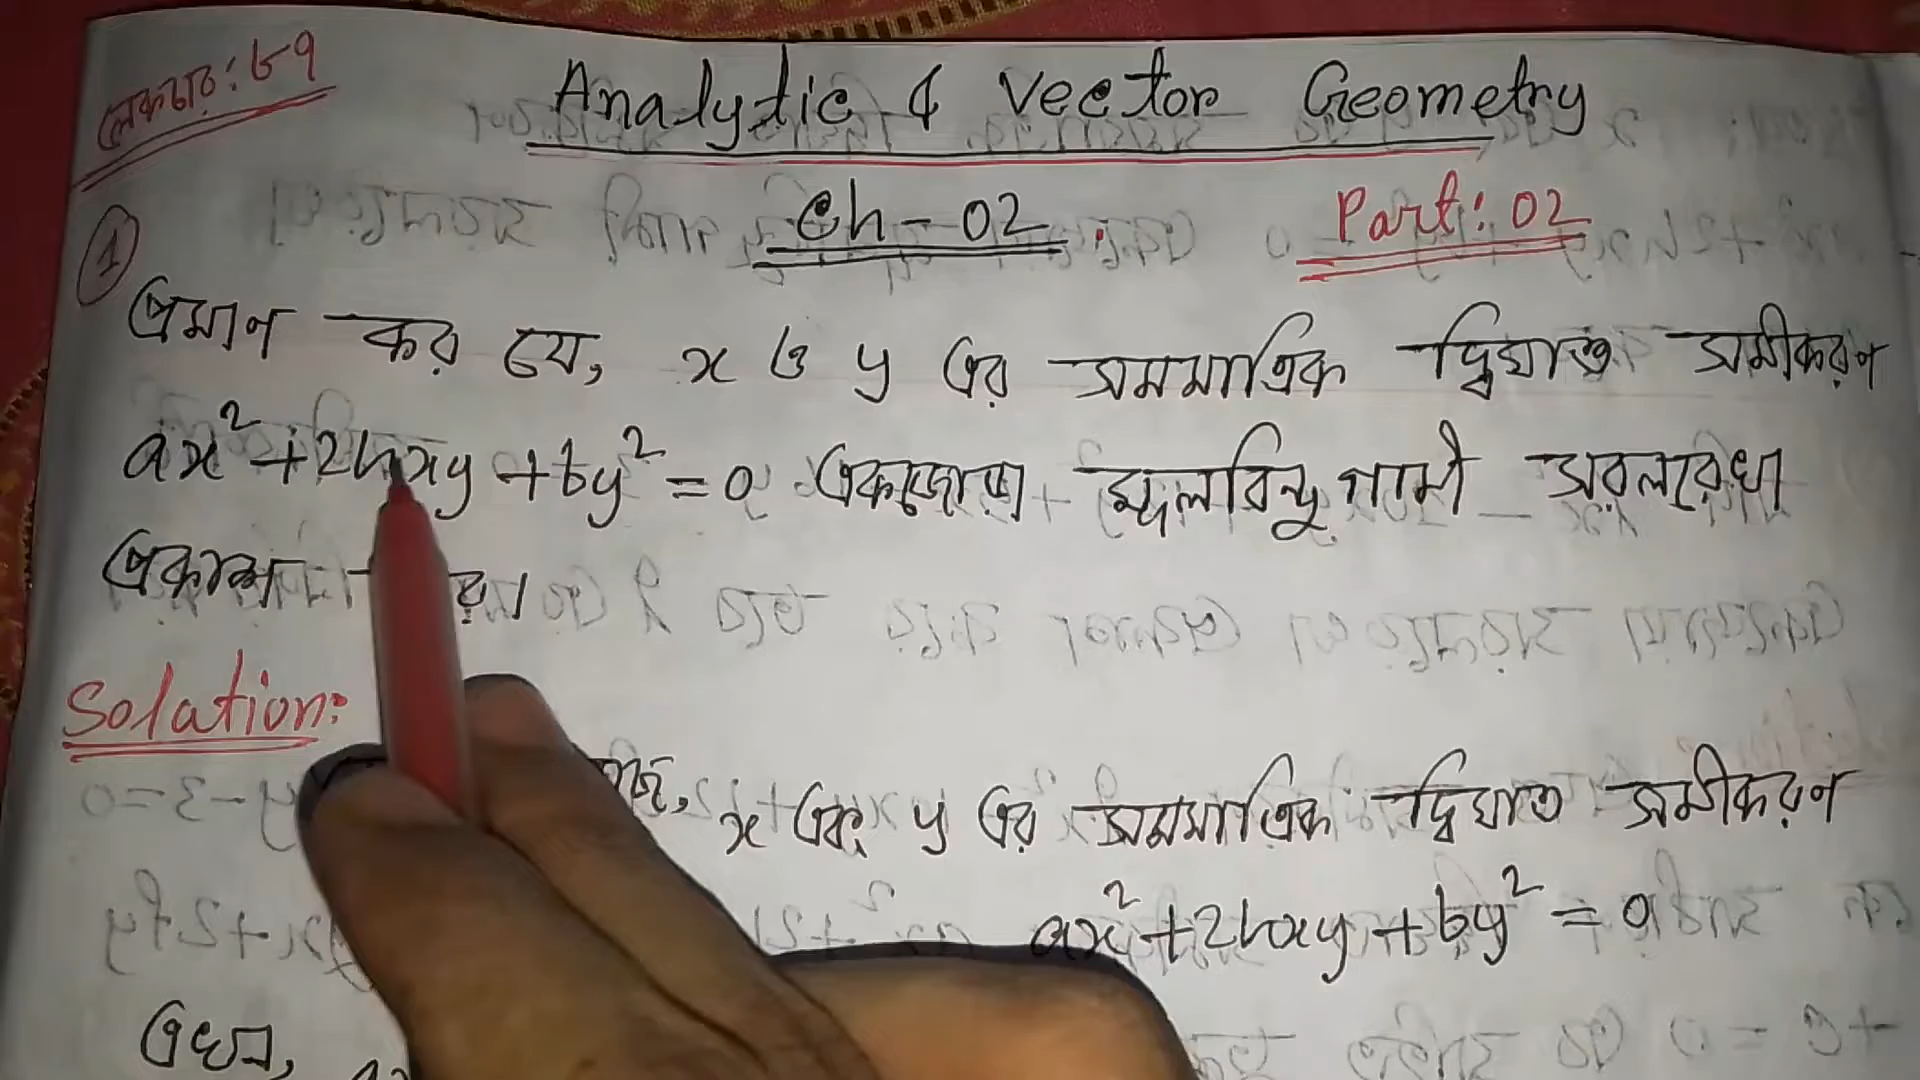 লেকচার: ৮৭
Analytic & Vector Geometry
Ch-02
Part: 02
1
প্রমাণ কর যে, x ও y এর সমমাত্রিক দ্বিঘাত সমীকরণ
ax² + 2hxy + by² = 0 একজোড়া মূলবিন্দুগামী সরলরেখা
প্রকাশ করে।
Solation:
x এবং y এর সমমাত্রিক দ্বিঘাত সমীকরণ
ax² + 2hxy + by² = 0
এখন,